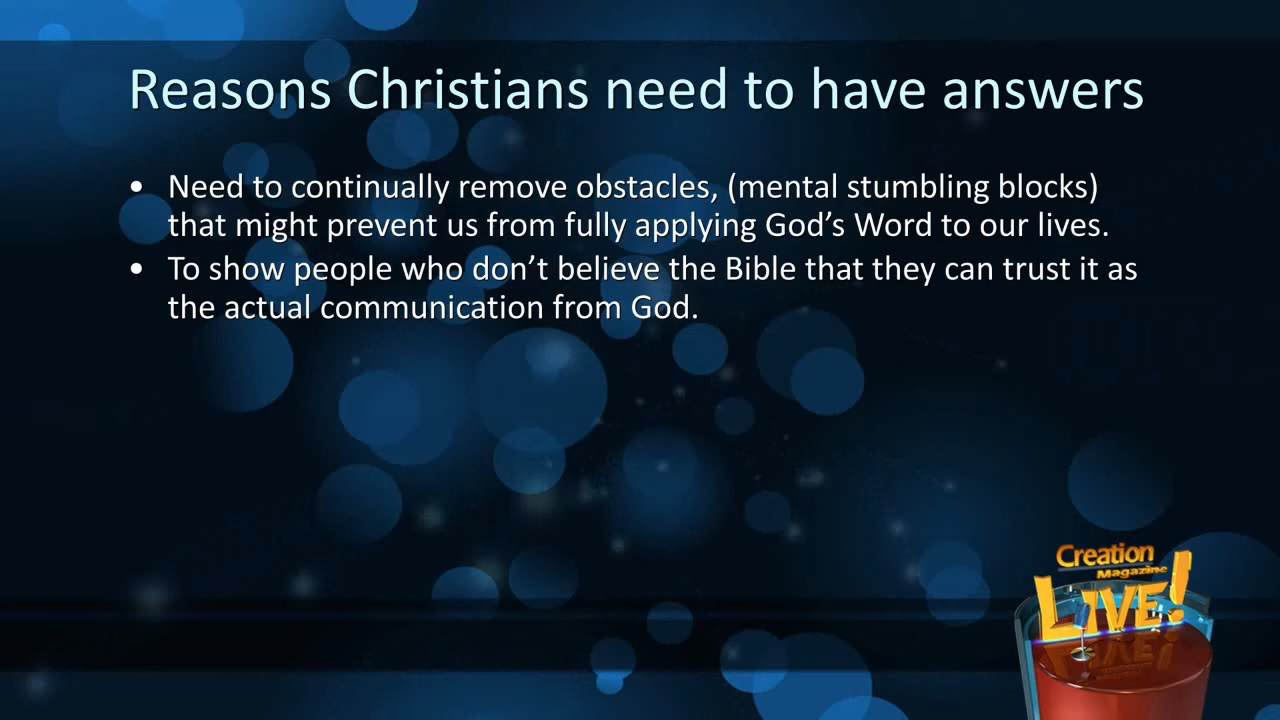 Reasons Christians need to have answers
• Need to continually remove obstacles, (mental stumbling blocks)
that might prevent us from fully applying God’s Word to our lives.
• To show people who don’t believe the Bible that they can trust it as
the actual communication from God.
Creation
Magazine
LIVE!